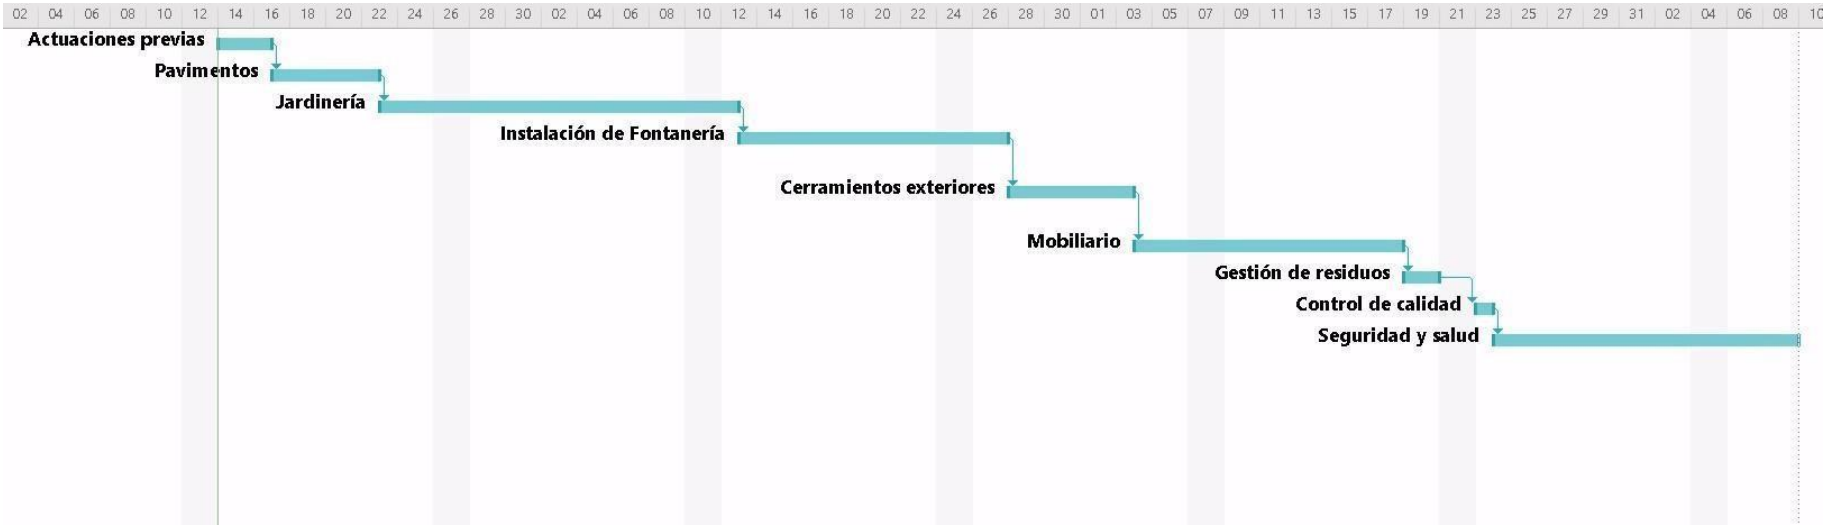 02 04 06 08 10 12 14 16 18 20 22 24 26 28 30 02 04 06 08 10 12 14 16 18 20 22 24 26 28 30 01 03 05 07 09 11 13 15 17 19 21 23 25 27 29 31 02 04 06 08 10
Actuaciones previas
Pavimentos
Jardinería
Instalación de Fontanería
Cerramientos exteriores
Mobiliario
Gestión de residuos
Control de calidad
Seguridad y salud